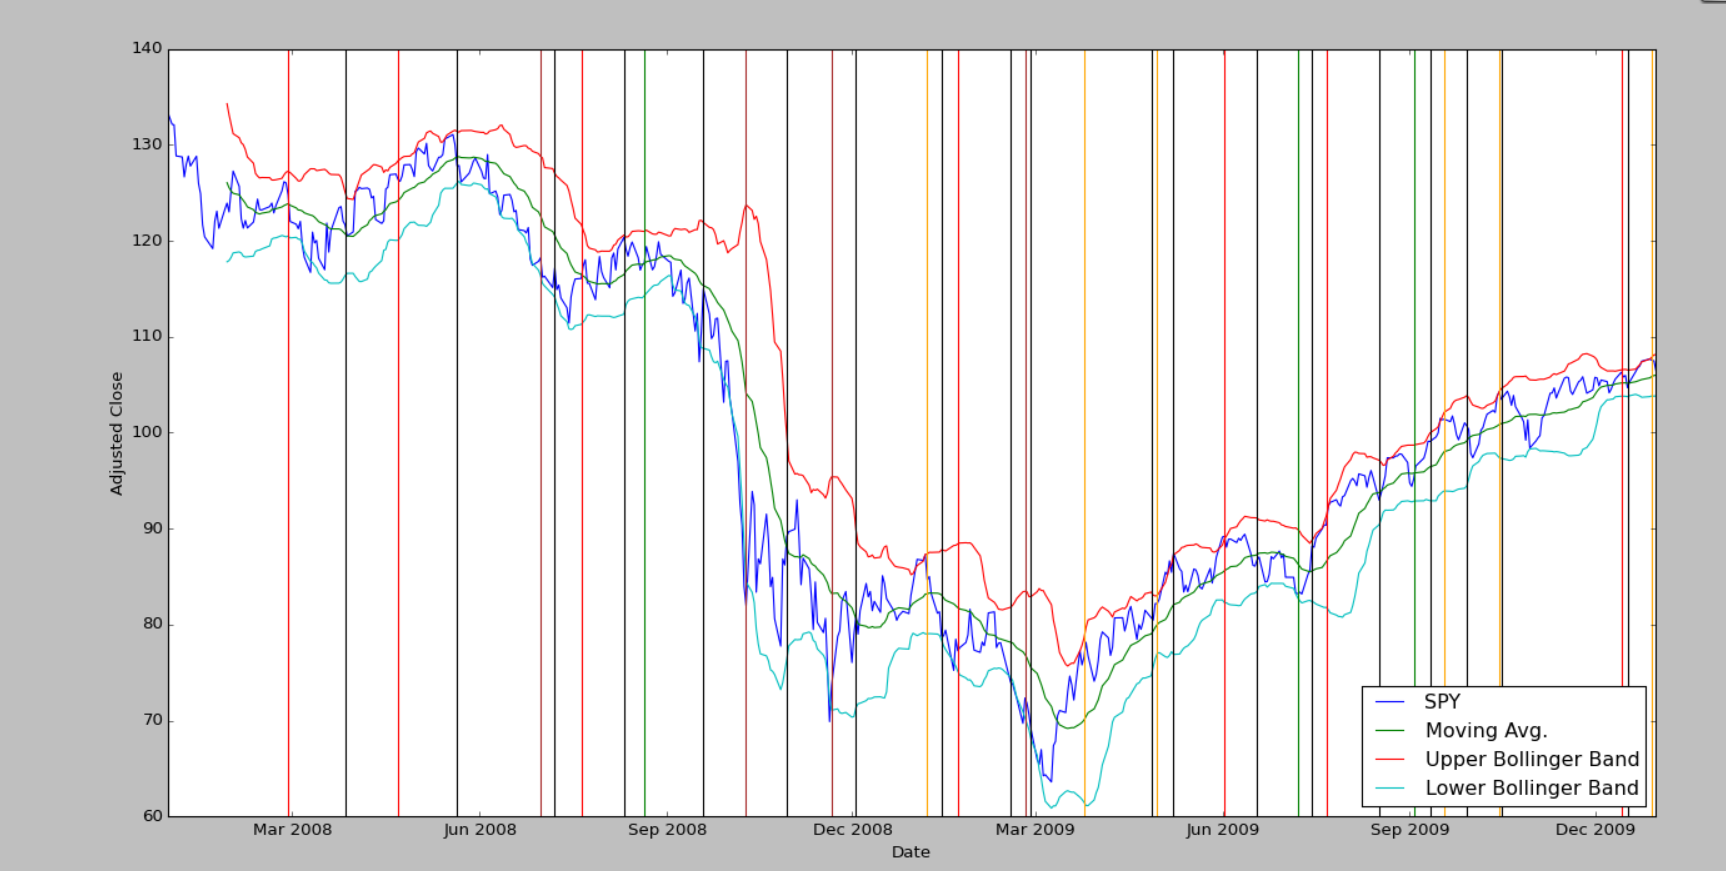 140
130
120
110
100
90
80
70
60
Adjusted Close
SPY
Moving Avg.
Upper Bollinger Band
Lower Bollinger Band
Mar 2008
Jun 2008
Sep 2008
Dec 2008
Mar 2009
Jun 2009
Sep 2009
Dec 2009
Date